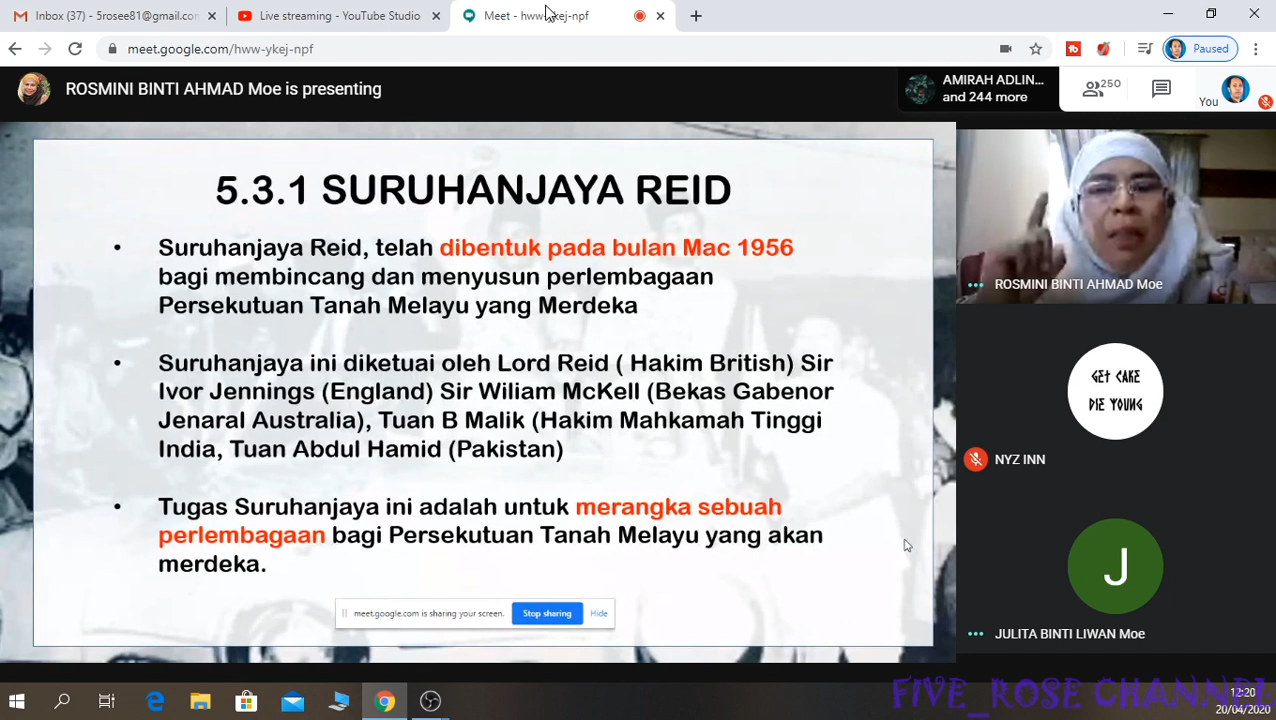 Inbox (37) - 5rosee81@gmail.co
Live streaming - YouTube Studio
Meet - hww-ykej-npf
meet.google.com/hww-ykej-npf
Paused
ROSMINI BINTI AHMAD Moe is presenting
AMIRAH ADLIN...
and 244 more
250
You
5.3.1 SURUHANJAYA REID
• Suruhanjaya Reid, telah dibentuk pada bulan Mac 1956
bagi membincang dan menyusun perlembagaan
Persekutuan Tanah Melayu yang Merdeka
• Suruhanjaya ini diketuai oleh Lord Reid ( Hakim British) Sir
Ivor Jennings (England) Sir Wiliam McKell (Bekas Gabenor
Jenaral Australia), Tuan B Malik (Hakim Mahkamah Tinggi
India, Tuan Abdul Hamid (Pakistan)
• Tugas Suruhanjaya ini adalah untuk merangka sebuah
perlembagaan bagi Persekutuan Tanah Melayu yang akan
merdeka.
meet.google.com is sharing your screen. Stop sharing Hide
ROSMINI BINTI AHMAD Moe
GET CAKE
DIE YOUNG
NYZ INN
J
JULITA BINTI LIWAN Moe
FIVE_ROSE CHANNEL
12:20
20/04/2020